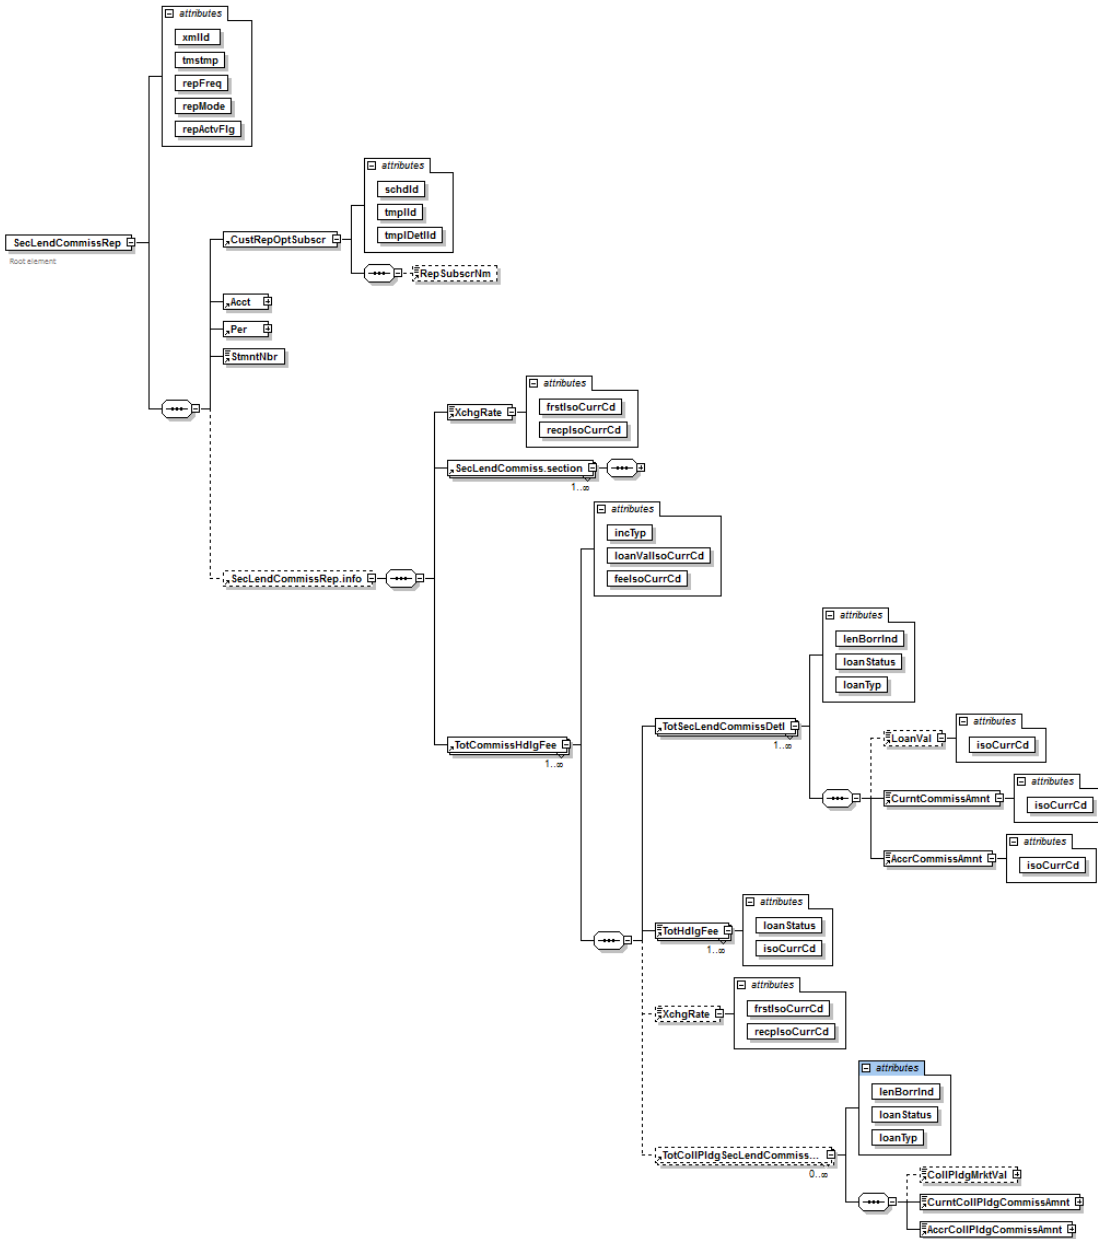 attributes
xmlId
tmstmp
repFreq
repMode
repActvFlg
attributes
schdId
tmplId
tmplDetlId
SecLendCommissRep
Root element
CustRepOptSubscr
RepSubscrNm
Acct
Per
StmntNbr
attributes
XchgRate
frstIsoCurrCd
recpIsoCurrCd
SecLendCommiss.section
1..∞
attributes
incTyp
loanValIsoCurrCd
feeIsoCurrCd
SecLendCommissRep.info
attributes
lenBorrInd
loanStatus
loanTyp
TotSecLendCommissDetl
1..∞
TotCommissHdlgFee
1..∞
attributes
LoanVal
isoCurrCd
attributes
CurntCommissAmnt
isoCurrCd
attributes
AccrCommissAmnt
isoCurrCd
attributes
TotHdlgFee
1..∞
loanStatus
isoCurrCd
attributes
XchgRate
frstIsoCurrCd
recpIsoCurrCd
attributes
lenBorrInd
loanStatus
loanTyp
TotCollPldgSecLendCommiss...
0..∞
CollPldgMrktVal
CurntCollPldgCommissAmnt
AccrCollPldgCommissAmnt